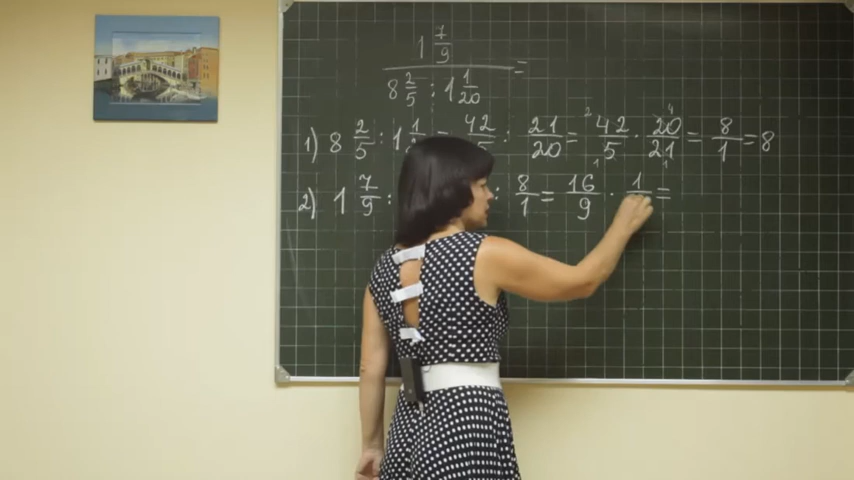 1 7/9
8 2/5 : 1 1/20 =
1) 8 2/5 : 1 1/ = 42/5 : 21/20 = 42/5 · 20/21 = 8/1 = 8
2) 1 7/9 : : 8/1 = 16/9 · 1/ =